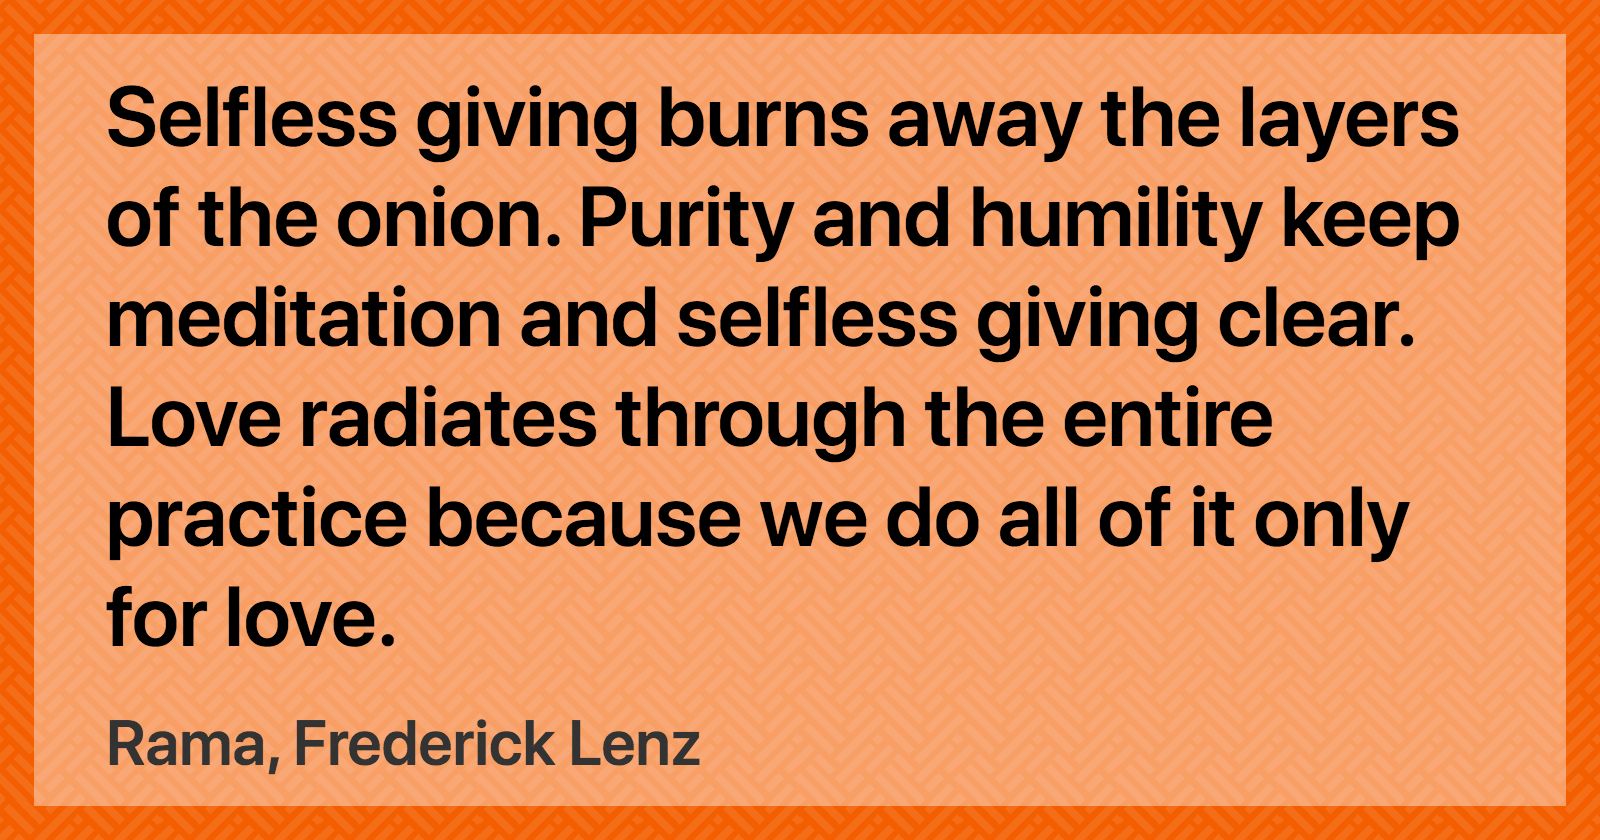 Selfless giving burns away the layers
of the onion. Purity and humility keep
meditation and selfless giving clear.
Love radiates through the entire
practice because we do all of it only
for love.
Rama, Frederick Lenz